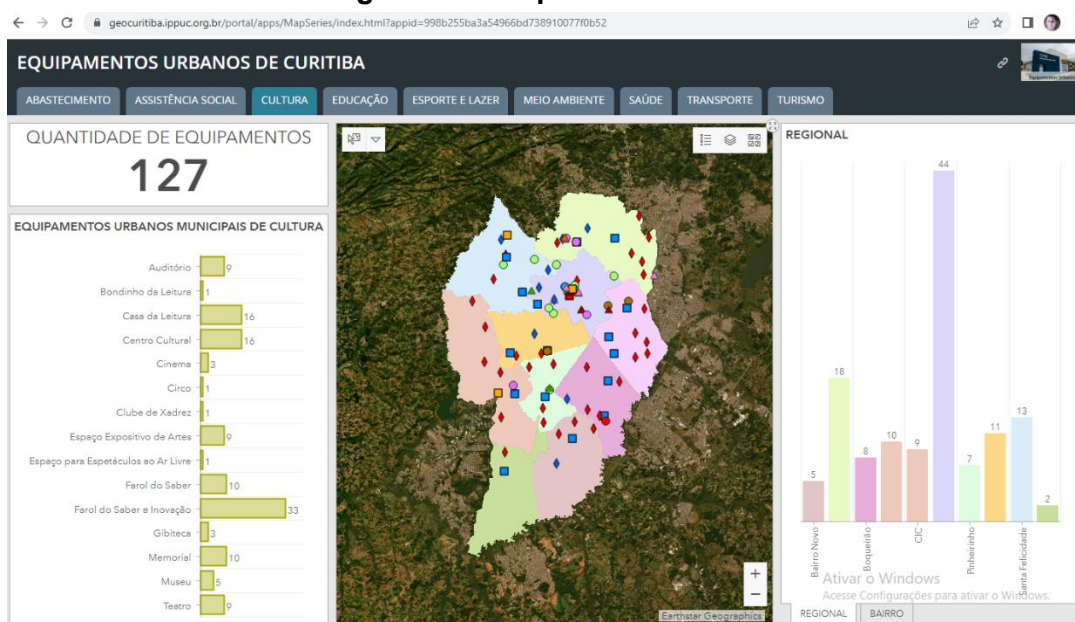 geocuritiba.ippuc.org.br/portal/apps/MapSeries/index.html?appid=998b255ba3a54966bd738910077f0b52
EQUIPAMENTOS URBANOS DE CURITIBA
ABASTECIMENTO ASSISTÊNCIA SOCIAL CULTURA EDUCAÇÃO ESPORTE E LAZER MEIO AMBIENTE SAÚDE TRANSPORTE TURISMO
QUANTIDADE DE EQUIPAMENTOS
127
EQUIPAMENTOS URBANOS MUNICIPAIS DE CULTURA
Auditório 9
Bondinho da Leitura 1
Casa da Leitura 16
Centro Cultural 16
Cinema 3
Circo 1
Clube de Xadrez 1
Espaço Expositivo de Artes 9
Espaço para Espetáculos ao Ar Livre 1
Farol do Saber 10
Farol do Saber e Inovação 33
Gibiteca 3
Memorial 10
Museu 5
Teatro 9
+
−
Earthstar Geographics
REGIONAL
5
18
8
10
9
44
7
11
13
2
Bairro Novo
Boqueirão
CIC
Pinheirinho
Santa Felicidade
Ativar o Windows
Acesse Configurações para ativar o Windows.
REGIONAL BAIRRO